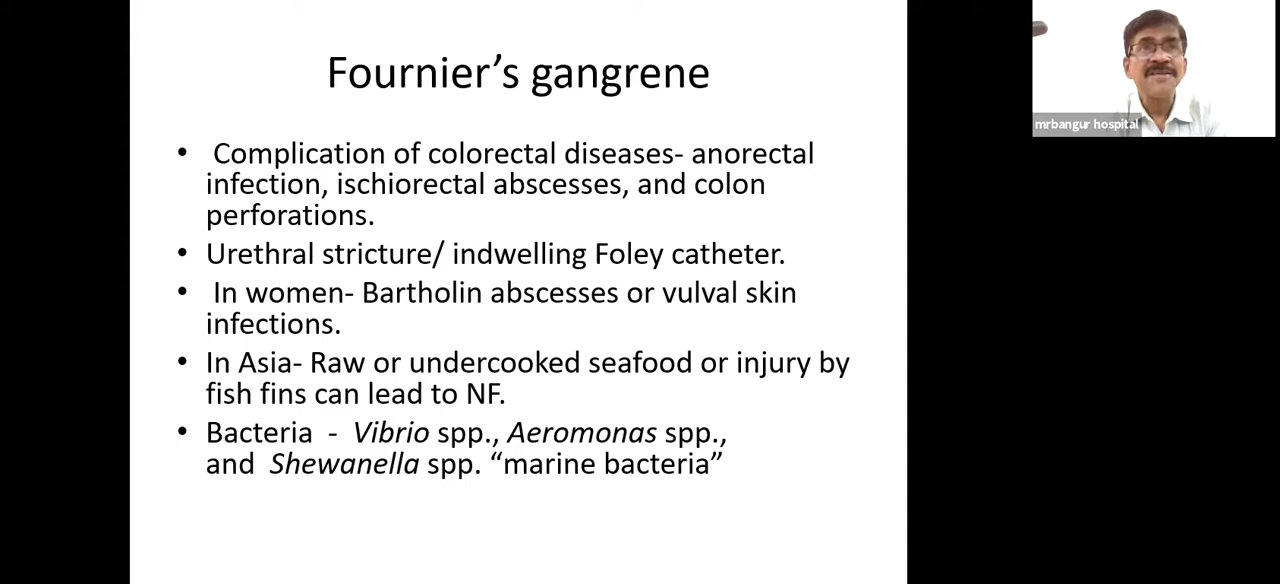 Fournier's gangrene
• Complication of colorectal diseases- anorectal
infection, ischiorectal abscesses, and colon
perforations.
• Urethral stricture/ indwelling Foley catheter.
• In women- Bartholin abscesses or vulval skin
infections.
• In Asia- Raw or undercooked seafood or injury by
fish fins can lead to NF.
• Bacteria - Vibrio spp., Aeromonas spp.,
and Shewanella spp. “marine bacteria”
mrbangur hospital